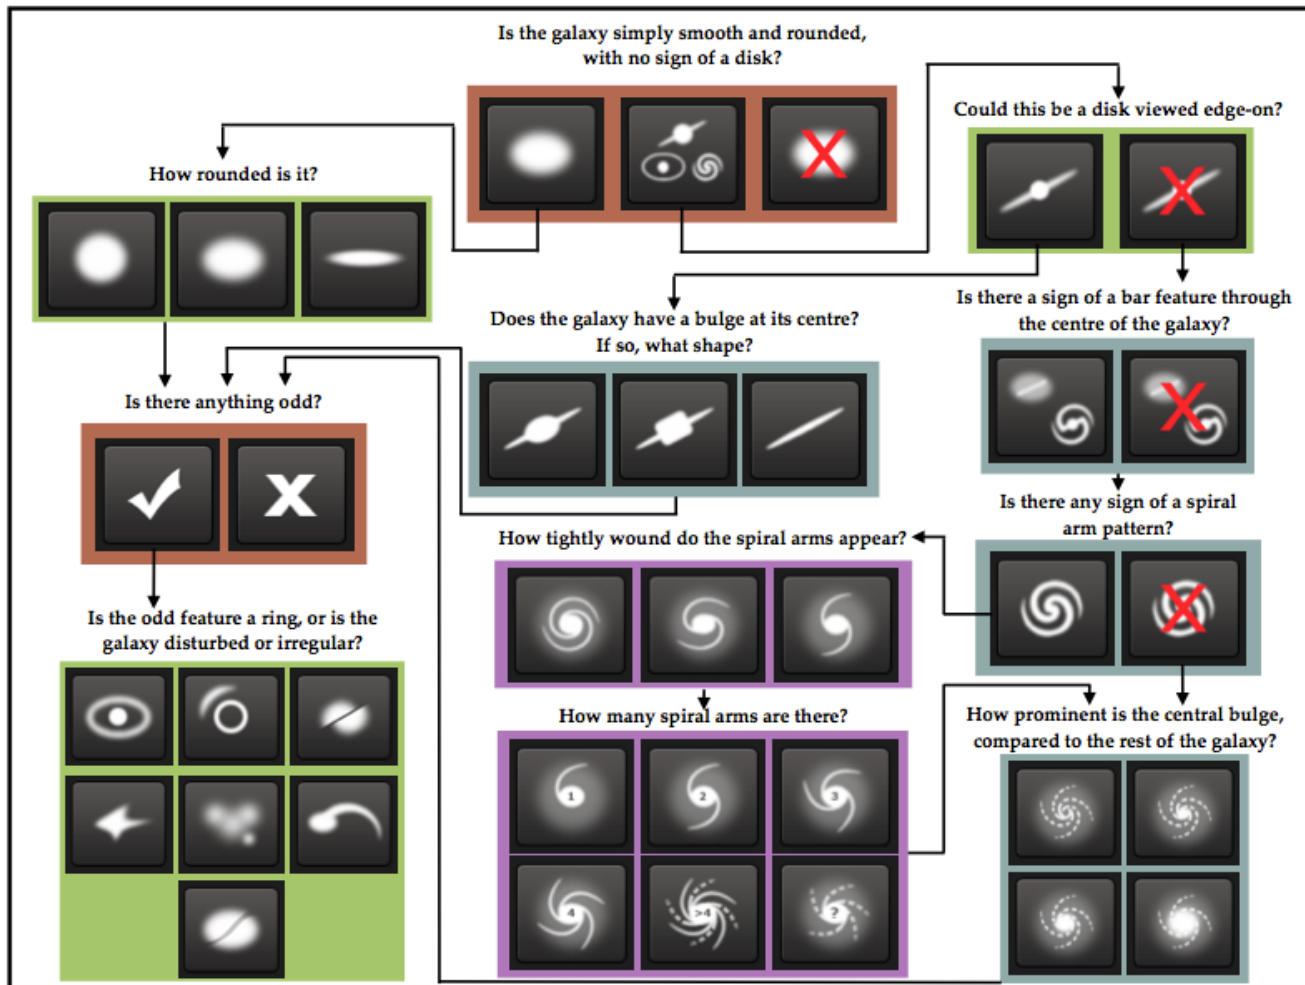 Is the galaxy simply smooth and rounded,
with no sign of a disk?
Could this be a disk viewed edge-on?
How rounded is it?
Is there a sign of a bar feature through
the centre of the galaxy?
Does the galaxy have a bulge at its centre?
If so, what shape?
Is there anything odd?
Is there any sign of a spiral
arm pattern?
How tightly wound do the spiral arms appear?
Is the odd feature a ring, or is the
galaxy disturbed or irregular?
How many spiral arms are there?
1
2
3
4
>4
?
How prominent is the central bulge,
compared to the rest of the galaxy?